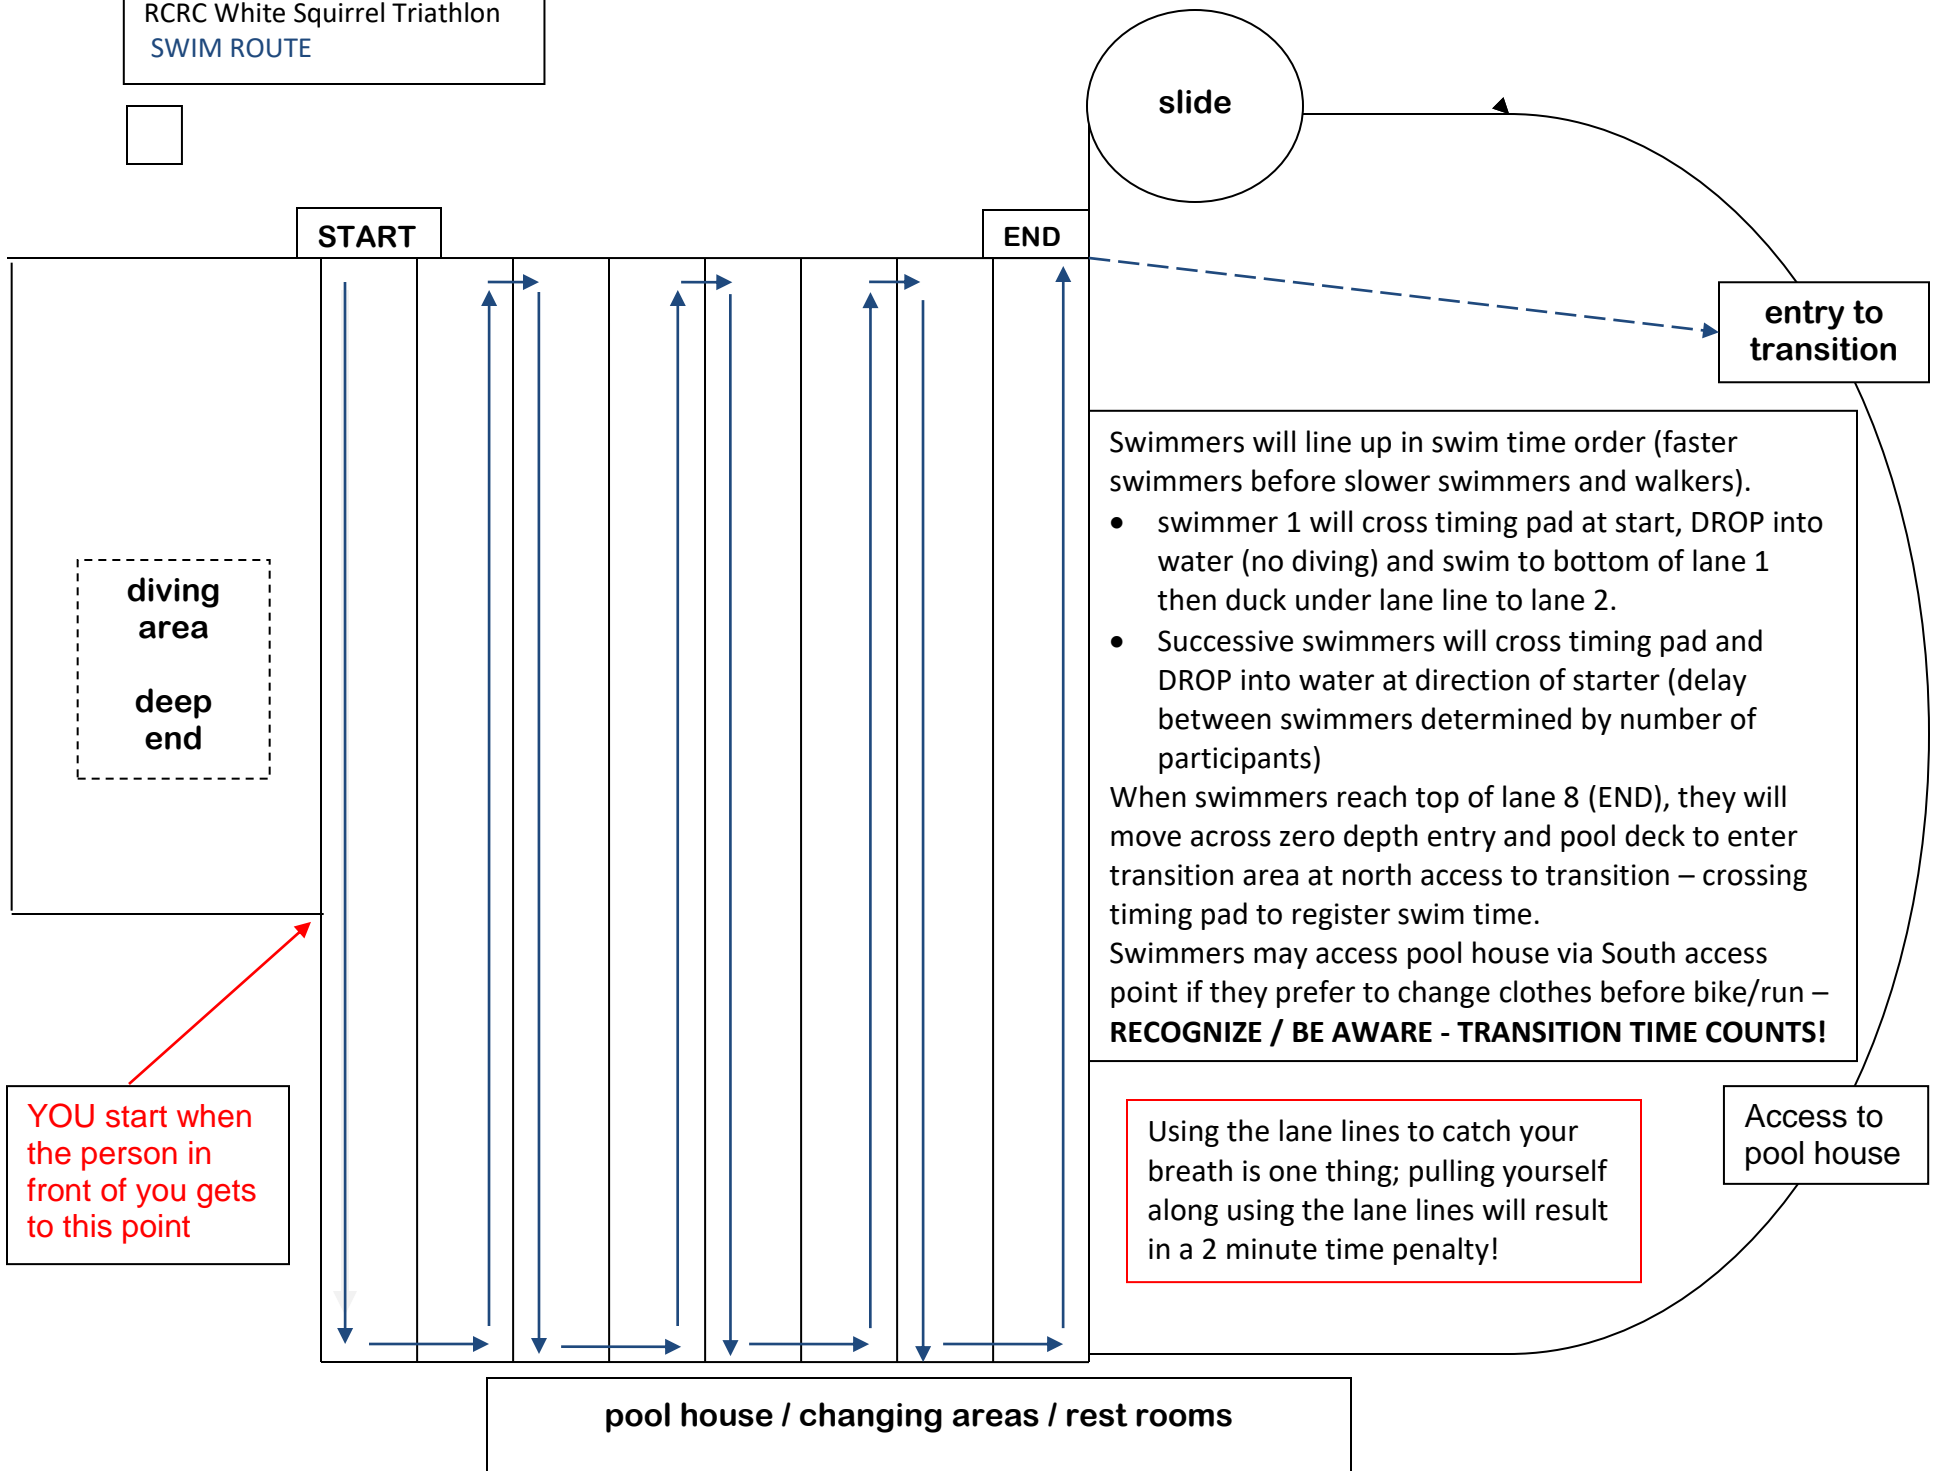 RCRC White Squirrel Triathlon
SWIM ROUTE
slide
START
END
entry to
transition
Swimmers will line up in swim time order (faster
swimmers before slower swimmers and walkers).
• swimmer 1 will cross timing pad at start, DROP into
water (no diving) and swim to bottom of lane 1
then duck under lane line to lane 2.
• Successive swimmers will cross timing pad and
DROP into water at direction of starter (delay
between swimmers determined by number of
participants)
When swimmers reach top of lane 8 (END), they will
move across zero depth entry and pool deck to enter
transition area at north access to transition – crossing
timing pad to register swim time.
Swimmers may access pool house via South access
point if they prefer to change clothes before bike/run –
RECOGNIZE / BE AWARE - TRANSITION TIME COUNTS!
diving
area
deep
end
YOU start when
the person in
front of you gets
to this point
Using the lane lines to catch your
breath is one thing; pulling yourself
along using the lane lines will result
in a 2 minute time penalty!
Access to
pool house
pool house / changing areas / rest rooms